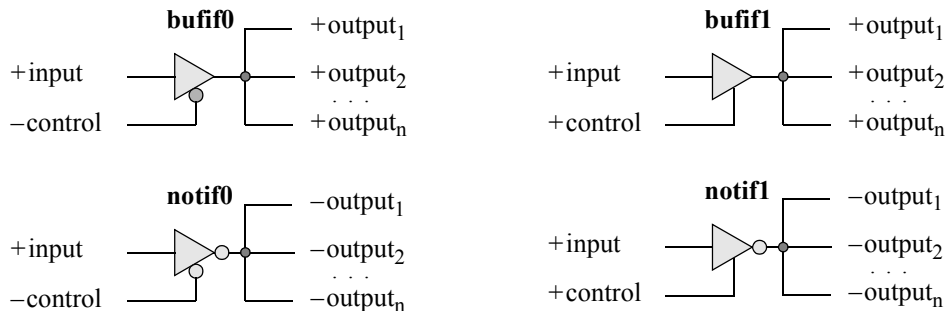 bufif0 bufif1
+output1 +output1
+input +output2 +input +output2
. . . . . .
−control +outputn +control +outputn
notif0 notif1
−output1 −output1
+input −output2 +input −output2
. . . . . .
−control −outputn +control −outputn